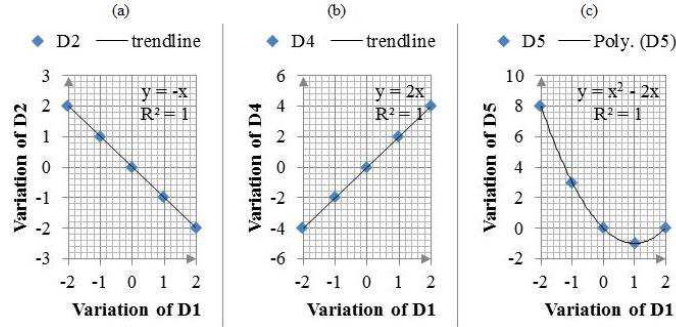 (a)
D2 trendline
y = -x
R² = 1
3
2
1
0
-1
-2
-3
-2 -1 0 1 2
Variation of D2
Variation of D1
(b)
D4 trendline
y = 2x
R² = 1
6
4
2
0
-2
-4
-6
-2 -1 0 1 2
Variation of D4
Variation of D1
(c)
D5 Poly. (D5)
y = x² - 2x
R² = 1
10
8
6
4
2
0
-2
-2 -1 0 1 2
Variation of D5
Variation of D1